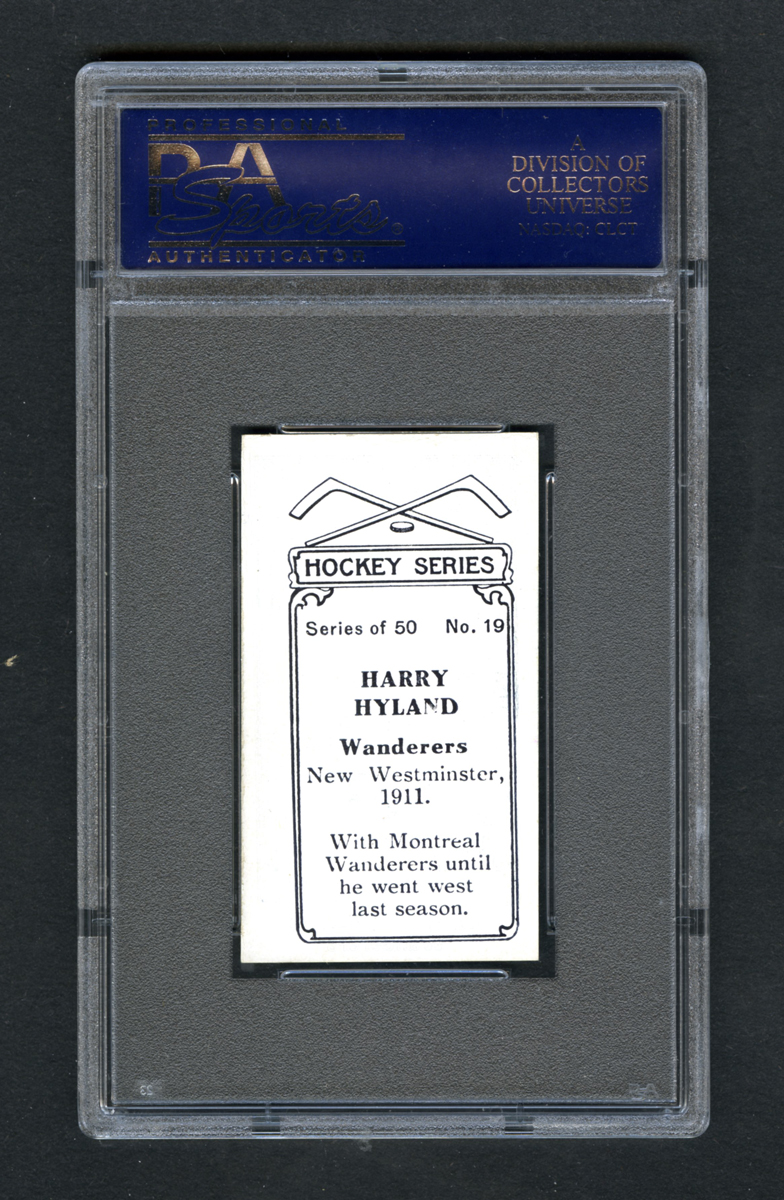 PROFESSIONAL
PSA
Sports®
AUTHENTICATOR
A
DIVISION OF
COLLECTORS
UNIVERSE
NASDAQ: CLCT
HOCKEY SERIES
Series of 50 No. 19
HARRY
HYLAND
Wanderers
New Westminster,
1911.
With Montreal
Wanderers until
he went west
last season.